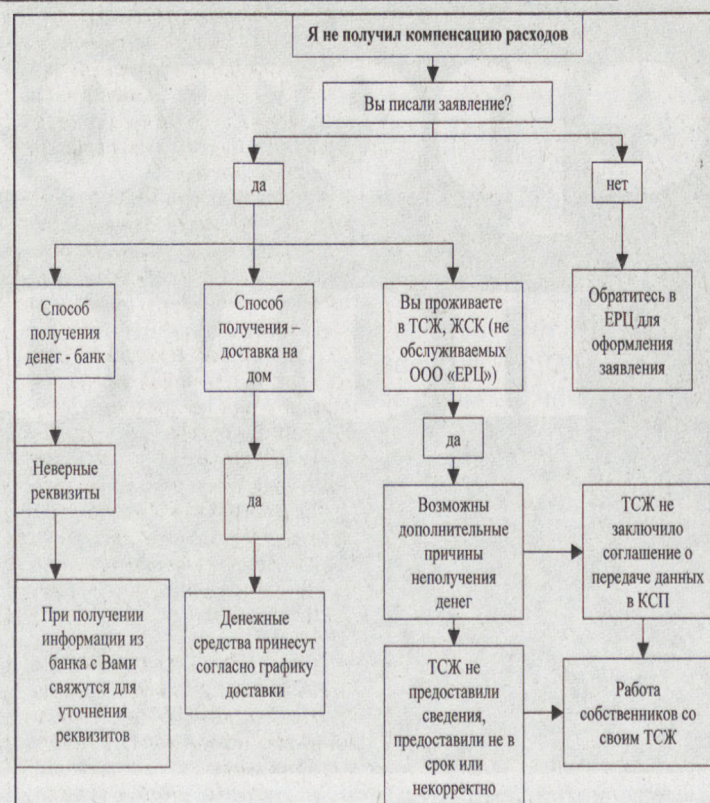 Я не получил компенсацию расходов
Вы писали заявление?
да
нет
Способ
получения
денег - банк
Способ
получения –
доставка на
дом
Вы проживаете
в ТСЖ, ЖСК (не
обслуживаемых
ООО «ЕРЦ»)
Обратитесь в
ЕРЦ для
оформления
заявления
да
Неверные
реквизиты
да
Возможны
дополнительные
причины
неполучения
денег
ТСЖ не
заключило
соглашение о
передаче данных
в КСП
При получении
информации из
банка с Вами
свяжутся для
уточнения
реквизитов
Денежные
средства принесут
согласно графику
доставки
ТСЖ не
предоставили
сведения,
предоставили не в
срок или
некорректно
Работа
собственников со
своим ТСЖ